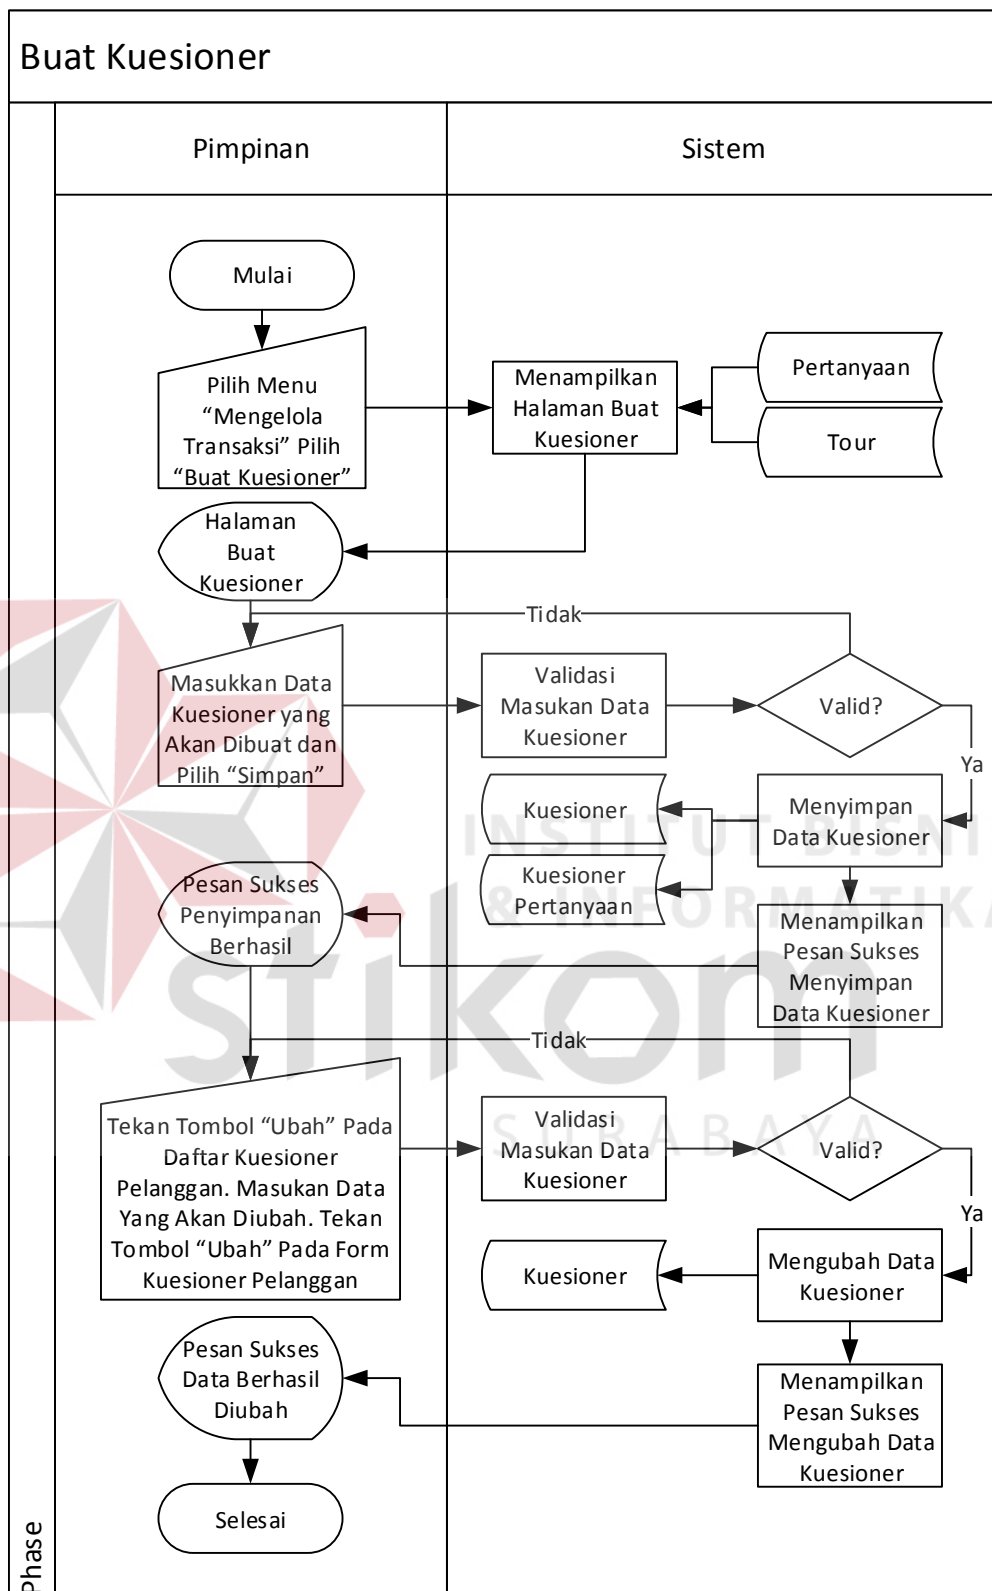 Buat Kuesioner
Pimpinan
Sistem
Mulai
Pilih Menu
“Mengelola
Transaksi” Pilih
“Buat Kuesioner”
Menampilkan
Halaman Buat
Kuesioner
Pertanyaan
Tour
Halaman
Buat
Kuesioner
Tidak
Masukkan Data
Kuesioner yang
Akan Dibuat dan
Pilih “Simpan”
Validasi
Masukan Data
Kuesioner
Valid?
Ya
Kuesioner
Menyimpan
Data Kuesioner
Kuesioner
Pertanyaan
INSTITUT BISNI
& INFORMATIKA
stikom
SURABAYA
Pesan Sukses
Penyimpanan
Berhasil
Menampilkan
Pesan Sukses
Menyimpan
Data Kuesioner
Tidak
Tekan Tombol “Ubah” Pada
Daftar Kuesioner
Pelanggan. Masukan Data
Yang Akan Diubah. Tekan
Tombol “Ubah” Pada Form
Kuesioner Pelanggan
Validasi
Masukan Data
Kuesioner
Valid?
Ya
Kuesioner
Mengubah Data
Kuesioner
Pesan Sukses
Data Berhasil
Diubah
Menampilkan
Pesan Sukses
Mengubah Data
Kuesioner
Selesai
Phase